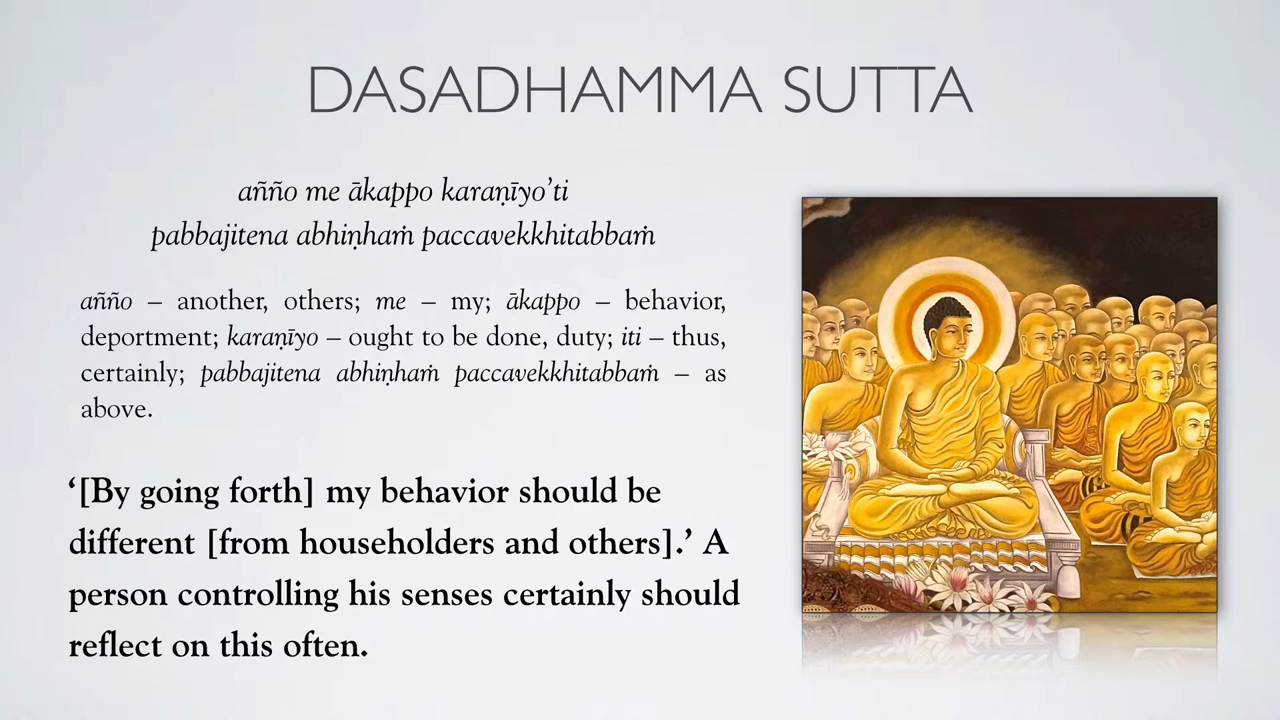 DASADHAMMA SUTTA
añño me ākappo karaṇīyo’ti
pabbajitena abhiṇhaṁ paccavekkhitabbaṁ
añño – another, others; me – my; ākappo – behavior,
deportment; karaṇīyo – ought to be done, duty; iti – thus,
certainly; pabbajitena abhiṇhaṁ paccavekkhitabbaṁ – as
above.
‘[By going forth] my behavior should be
different [from householders and others].’ A
person controlling his senses certainly should
reflect on this often.